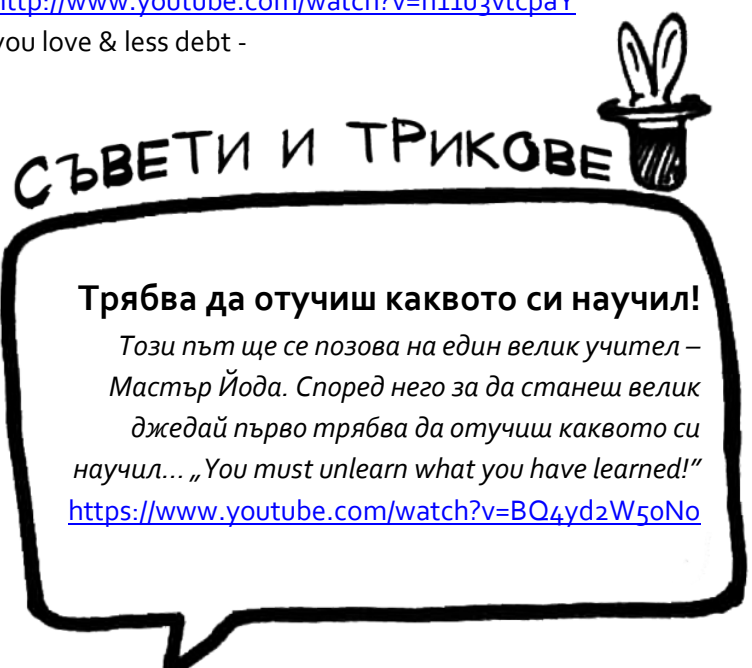 you love & less debt -
СЪВЕТИ И ТРИКОВЕ
Трябва да отучиш каквото си научил!
Този път ще се позова на един велик учител –
Мастър Йода. Според него за да станеш велик
джедай първо трябва да отучиш каквото си
научил... „You must unlearn what you have learned!”
https://www.youtube.com/watch?v=BQ4yd2W50No